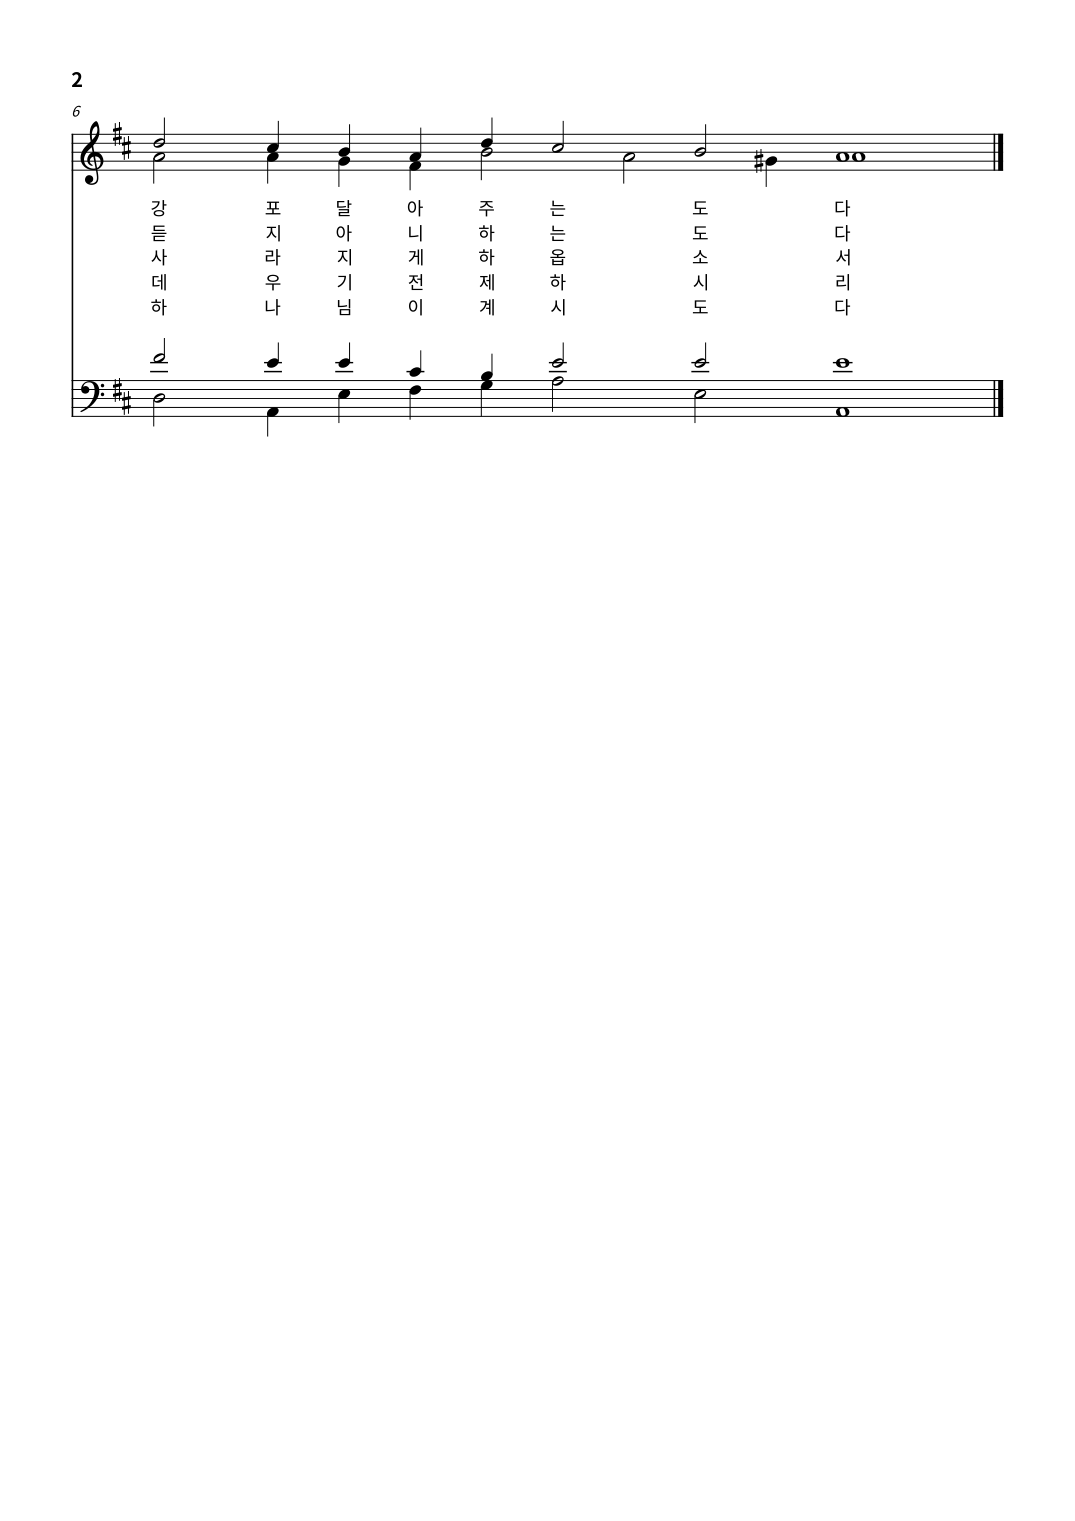 2
6
강 포 달 아 주 는 도 다
듣 지 아 니 하 는 도 다
사 라 지 게 하 옵 소 서
데 우 기 전 제 하 시 리
하 나 님 이 계 시 도 다